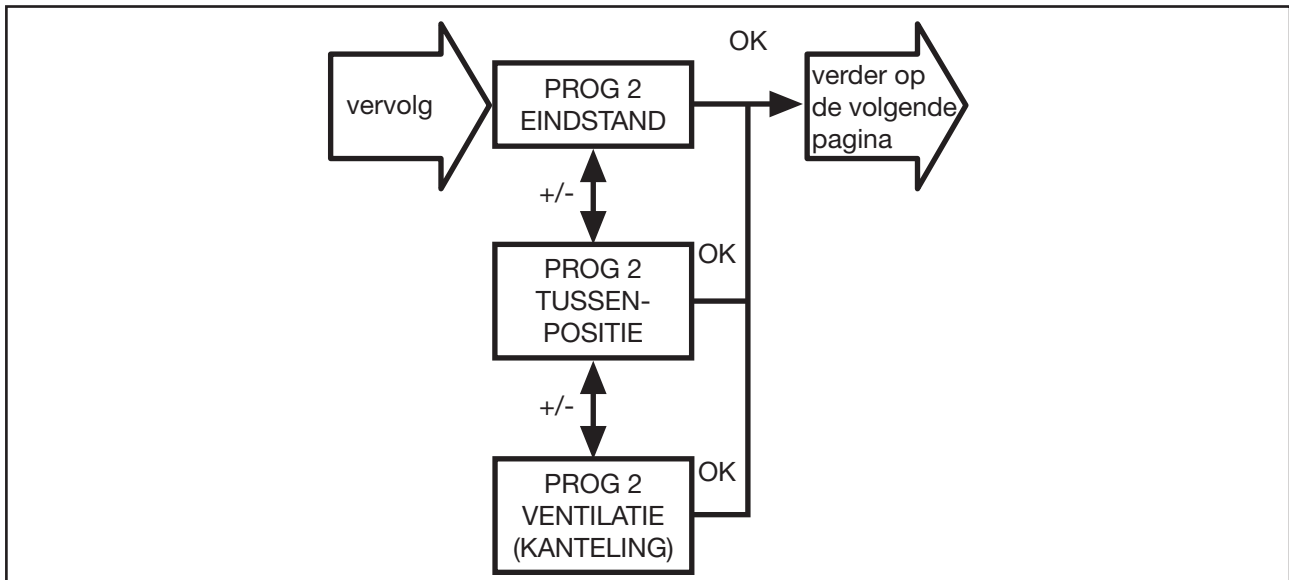 OK
vervolg
PROG 2
EINDSTAND
verder op
de volgende
pagina
+/-
PROG 2
TUSSEN-
POSITIE
OK
+/-
PROG 2
VENTILATIE
(KANTELING)
OK